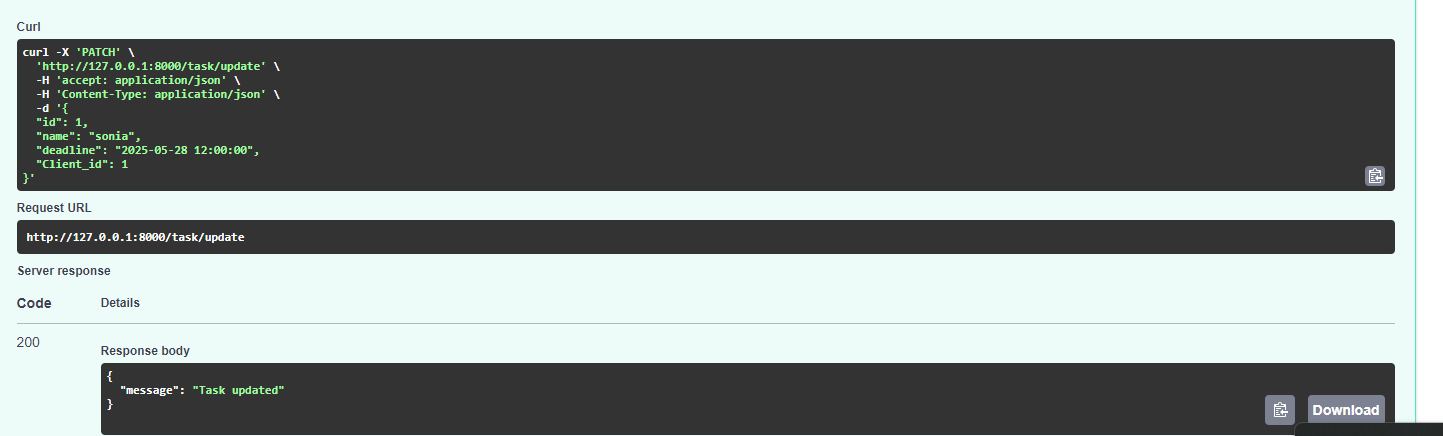 Curl
curl -X 'PATCH' \
  'http://127.0.0.1:8000/task/update' \
  -H 'accept: application/json' \
  -H 'Content-Type: application/json' \
  -d '{
  "id": 1,
  "name": "sonia",
  "deadline": "2025-05-28 12:00:00",
  "Client_id": 1
}'
Request URL
http://127.0.0.1:8000/task/update
Server response
Code Details
200
Response body
{
  "message": "Task updated"
}
Download